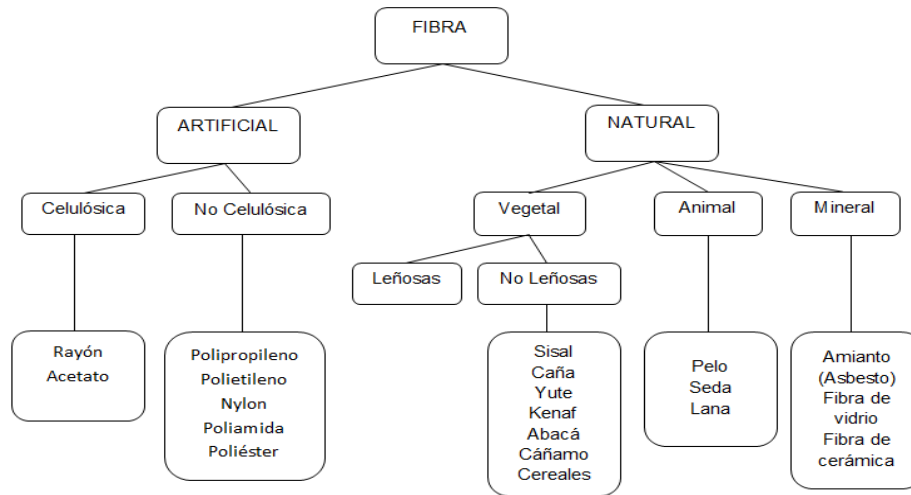 FIBRA
ARTIFICIAL
NATURAL
Celulósica
No Celulósica
Vegetal
Animal
Mineral
Leñosas
No Leñosas
Rayón
Acetato
Polipropileno
Polietileno
Nylon
Poliamida
Poliéster
Sisal
Caña
Yute
Kenaf
Abacá
Cáñamo
Cereales
Pelo
Seda
Lana
Amianto
(Asbesto)
Fibra de
vidrio
Fibra de
cerámica